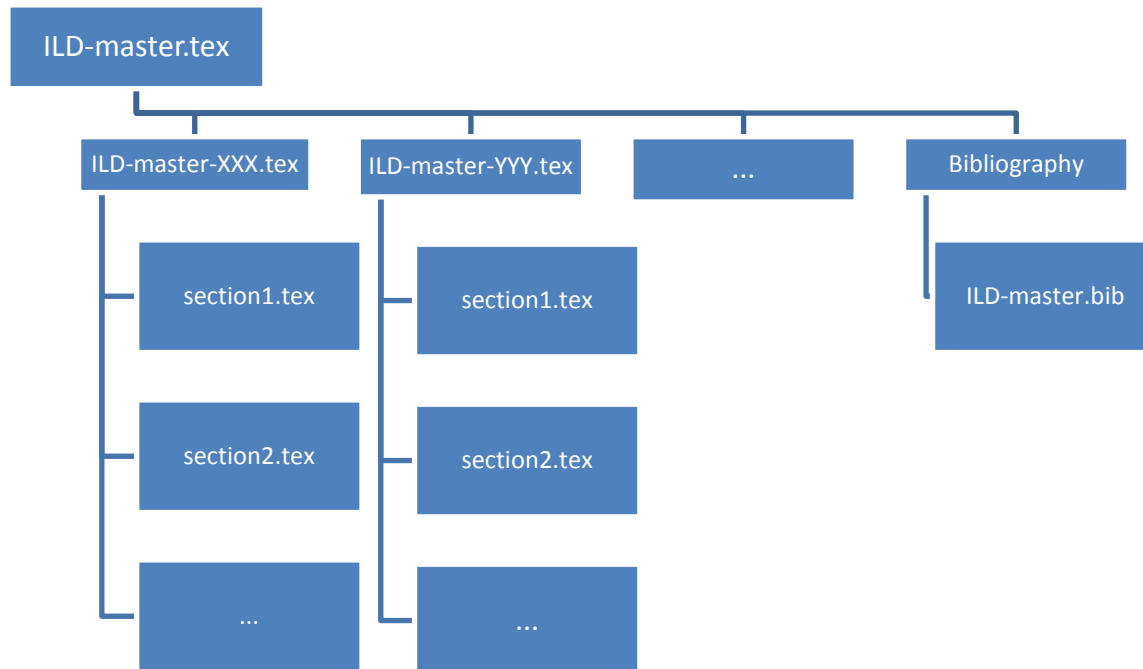 ILD-master.tex
ILD-master-XXX.tex
ILD-master-YYY.tex
...
Bibliography
section1.tex
section1.tex
ILD-master.bib
section2.tex
section2.tex
...
...